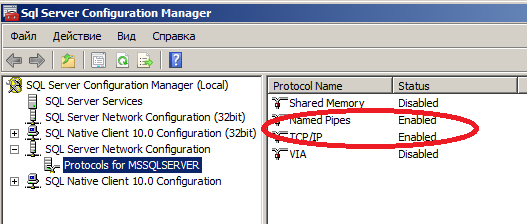 Sql Server Configuration Manager
Файл Действие Вид Справка
SQL Server Configuration Manager (Local)
SQL Server Services
SQL Server Network Configuration (32bit)
SQL Native Client 10.0 Configuration (32bit)
SQL Server Network Configuration
Protocols for MSSQLSERVER
SQL Native Client 10.0 Configuration
Protocol Name Status
Shared Memory Disabled
Named Pipes Enabled
TCP/IP Enabled
VIA Disabled